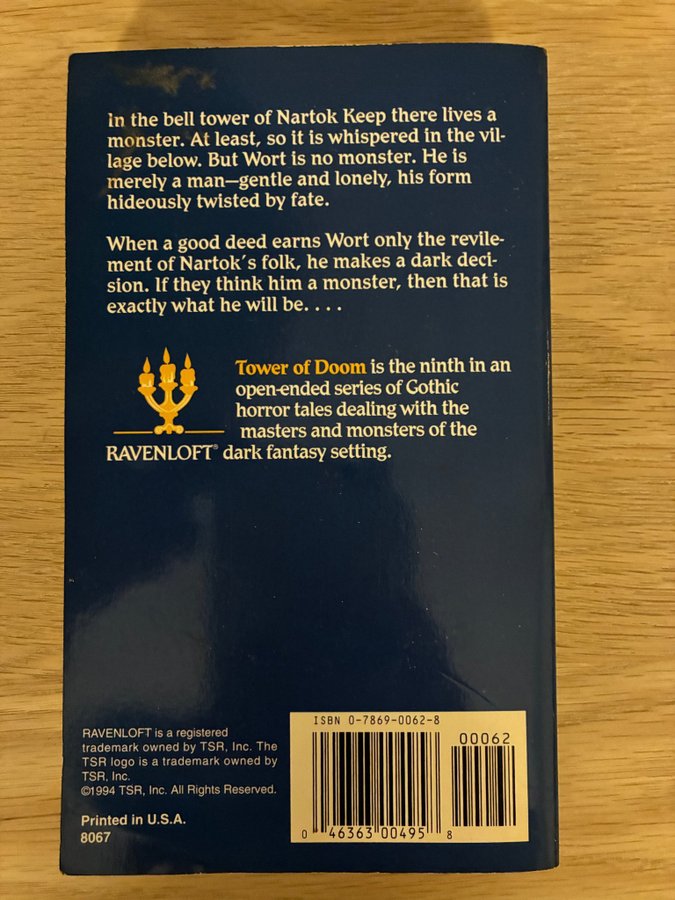 In the bell tower of Nartok Keep there lives a
monster. At least, so it is whispered in the vil-
lage below. But Wort is no monster. He is
merely a man—gentle and lonely, his form
hideously twisted by fate.
When a good deed earns Wort only the revile-
ment of Nartok's folk, he makes a dark deci-
sion. If they think him a monster, then that is
exactly what he will be. . . .
Tower of Doom is the ninth in an
open-ended series of Gothic
horror tales dealing with the
masters and monsters of the
RAVENLOFT® dark fantasy setting.
RAVENLOFT is a registered
trademark owned by TSR, Inc. The
TSR logo is a trademark owned by
TSR, Inc.
©1994 TSR, Inc. All Rights Reserved.
Printed in U.S.A.
8067
ISBN 0-7869-0062-8
00062
0 46363 00495 8